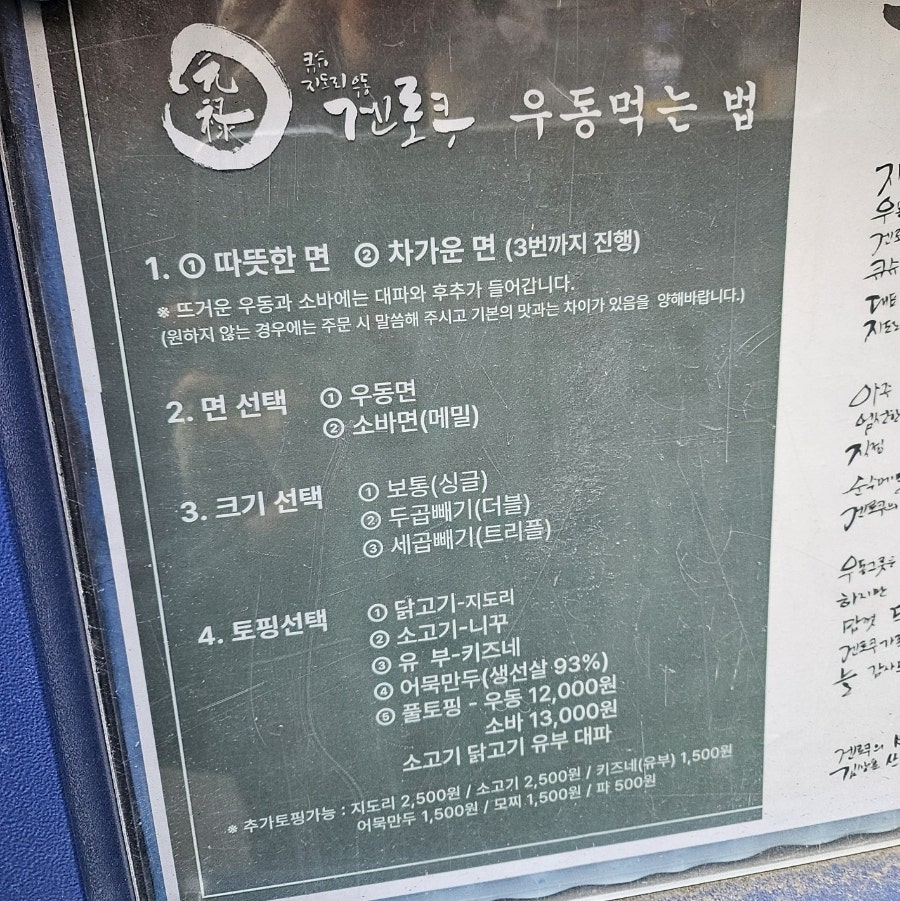 元禄
큐슈
지도리우동
겐로쿠 우동먹는 법
1. ① 따뜻한 면 ② 차가운 면 (3번까지 진행)
※ 뜨거운 우동과 소바에는 대파와 후추가 들어갑니다.
(원하지 않는 경우에는 주문 시 말씀해 주시고 기본의 맛과는 차이가 있음을 양해바랍니다.)
2. 면 선택 ① 우동면
② 소바면(메밀)
3. 크기 선택 ① 보통(싱글)
② 두곱빼기(더블)
③ 세곱빼기(트리플)
4. 토핑선택 ① 닭고기-지도리
② 소고기-니꾸
③ 유 부-키즈네
④ 어묵만두(생선살 93%)
⑤ 풀토핑 - 우동 12,000원
소바 13,000원
소고기 닭고기 유부 대파
※ 추가토핑가능 : 지도리 2,500원 / 소고기 2,500원 / 키즈네(유부) 1,500원
어묵만두 1,500원 / 모찌 1,500원 / 파 500원
큐슈
아주
지점
하지만
늘